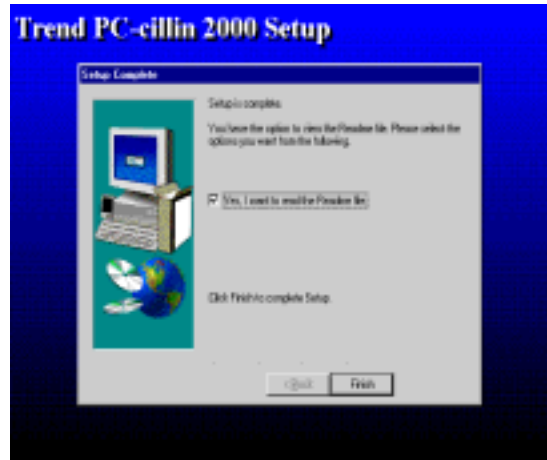 Trend PC-cillin 2000 Setup
Setup Complete
Setup is complete.
You have the option to view the Readme file. Please select the
options you want from the following.
Yes, I want to read the Readme file.
Click Finish to complete Setup.
< Back Finish